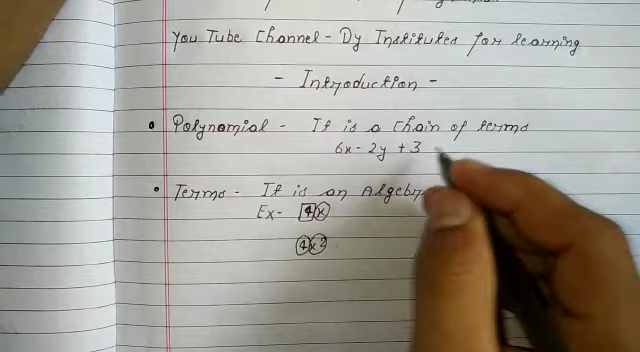 You Tube Channel - Dy Institutes for learning
- Introduction -
• Polynomial - It is a Chain of terms
6x - 2y + 3
• Terms - It is an Algebr
Ex- 4x
4x2